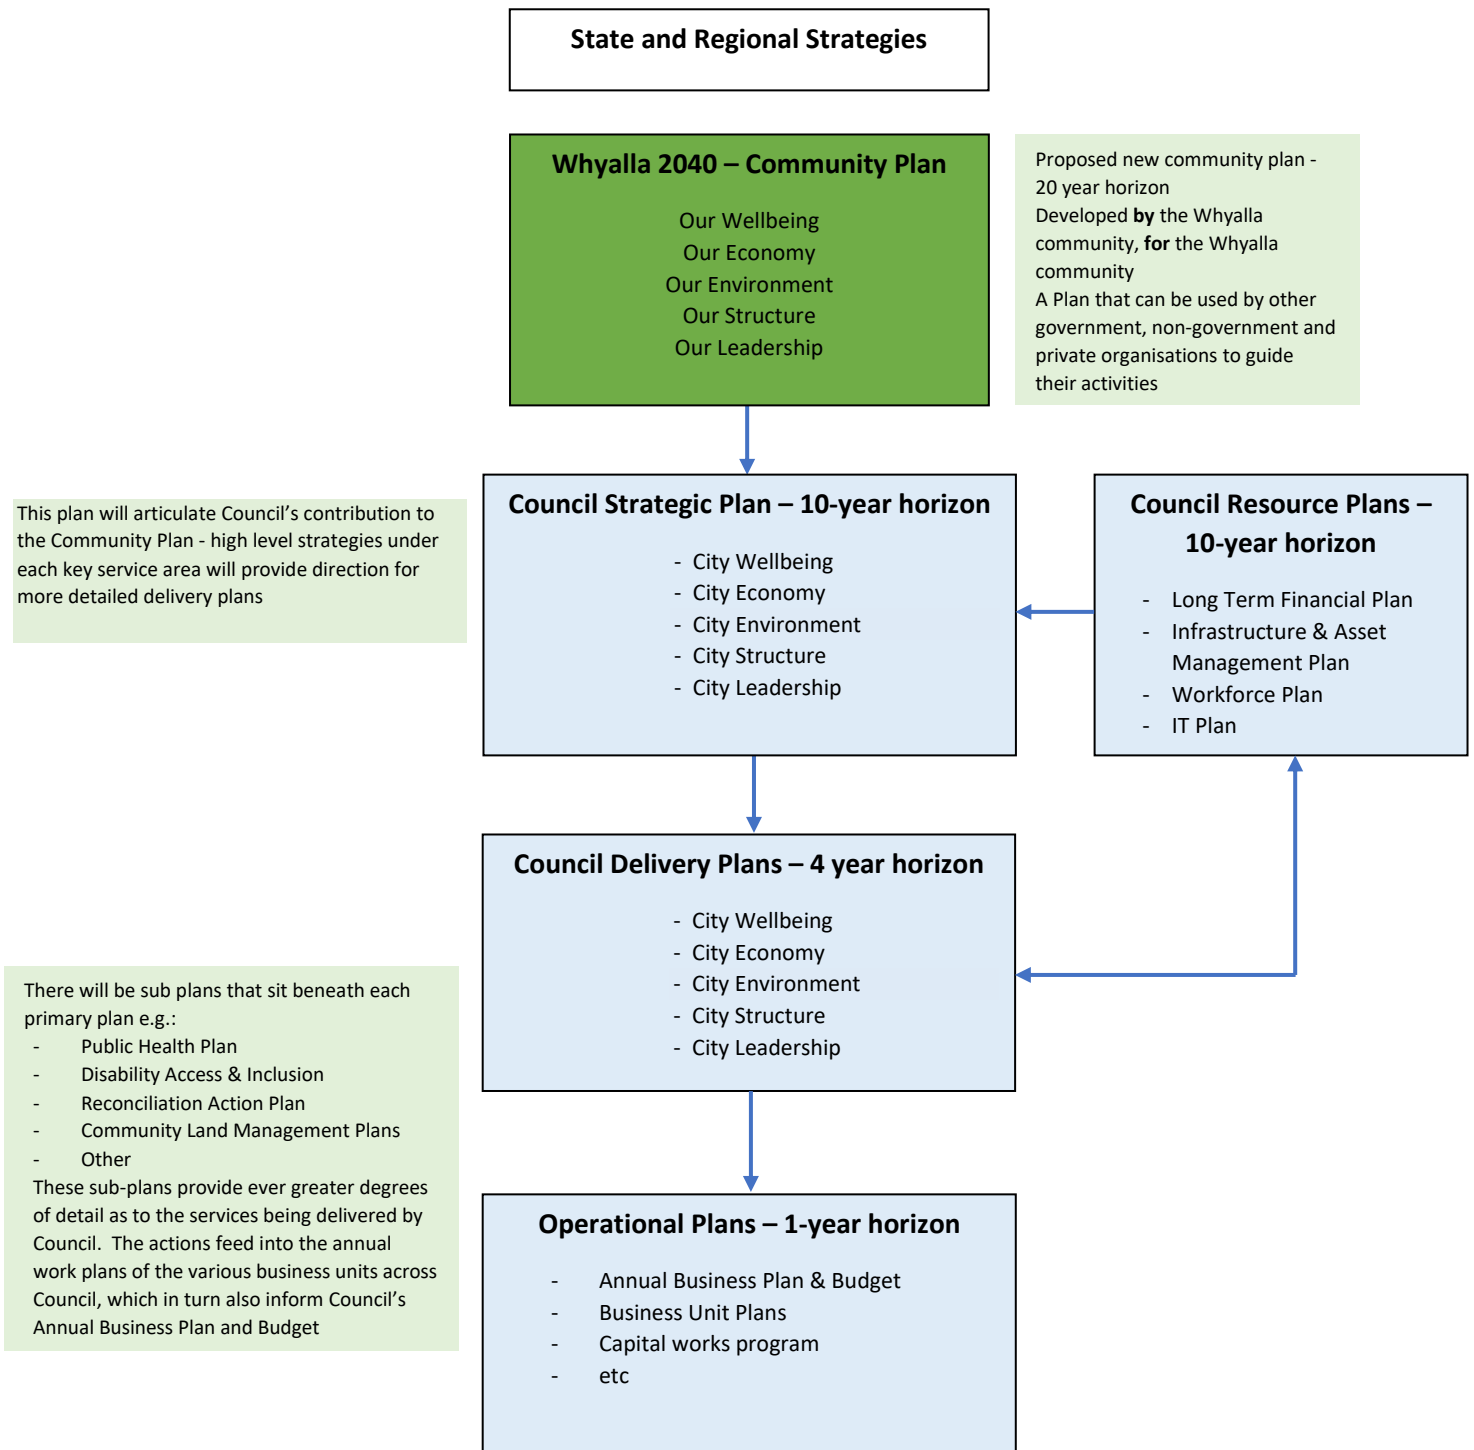 State and Regional Strategies
Whyalla 2040 – Community Plan
Our Wellbeing
Our Economy
Our Environment
Our Structure
Our Leadership
Proposed new community plan -
20 year horizon
Developed by the Whyalla
community, for the Whyalla
community
A Plan that can be used by other
government, non-government and
private organisations to guide
their activities
This plan will articulate Council’s contribution to
the Community Plan - high level strategies under
each key service area will provide direction for
more detailed delivery plans
Council Strategic Plan – 10-year horizon
- City Wellbeing
- City Economy
- City Environment
- City Structure
- City Leadership
Council Resource Plans –
10-year horizon
- Long Term Financial Plan
- Infrastructure & Asset
Management Plan
- Workforce Plan
- IT Plan
Council Delivery Plans – 4 year horizon
- City Wellbeing
- City Economy
- City Environment
- City Structure
- City Leadership
There will be sub plans that sit beneath each
primary plan e.g.:
- Public Health Plan
- Disability Access & Inclusion
- Reconciliation Action Plan
- Community Land Management Plans
- Other
These sub-plans provide ever greater degrees
of detail as to the services being delivered by
Council. The actions feed into the annual
work plans of the various business units across
Council, which in turn also inform Council’s
Annual Business Plan and Budget
Operational Plans – 1-year horizon
- Annual Business Plan & Budget
- Business Unit Plans
- Capital works program
- etc